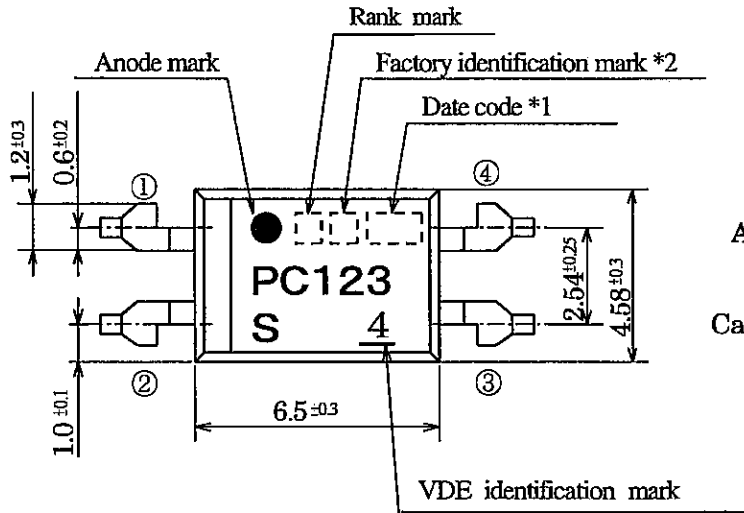 Rank mark
Anode mark
Factory identification mark *2
Date code *1
1.2±0.3
0.6±0.2
①
④
PC123
S
4
2.54±0.25
4.58±0.3
A
Ca
②
③
1.0±0.1
6.5±0.3
VDE identification mark